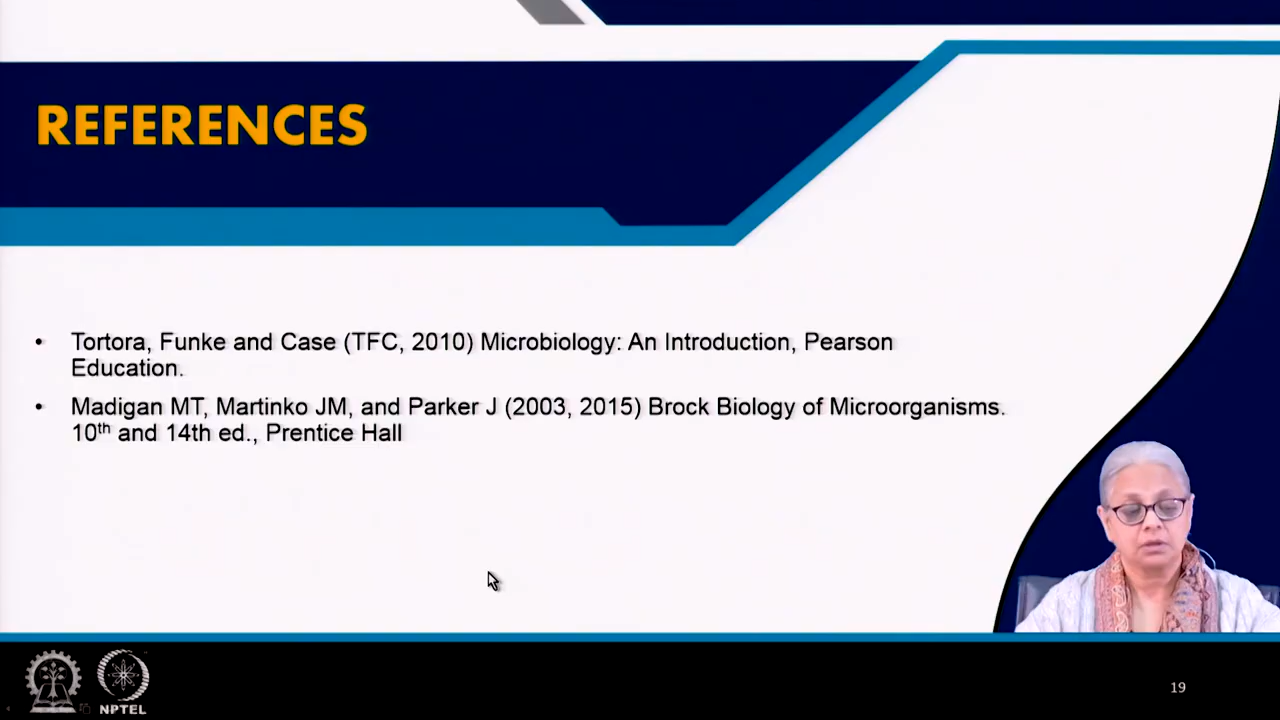 REFERENCES
• Tortora, Funke and Case (TFC, 2010) Microbiology: An Introduction, Pearson
Education.
• Madigan MT, Martinko JM, and Parker J (2003, 2015) Brock Biology of Microorganisms.
10th and 14th ed., Prentice Hall
NPTEL
19